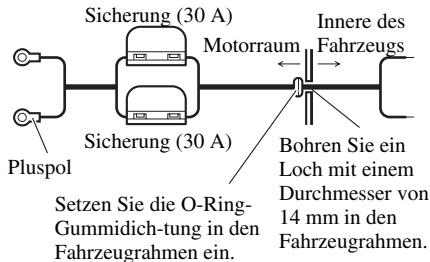 Sicherung (30 A)
Innere des
Motorraum
Fahrzeugs
Sicherung (30 A)
Pluspol
Setzen Sie die O-Ring-
Gummidich-tung in den
Fahrzeugrahmen ein.
Bohren Sie ein
Loch mit einem
Durchmesser von
14 mm in den
Fahrzeugrahmen.